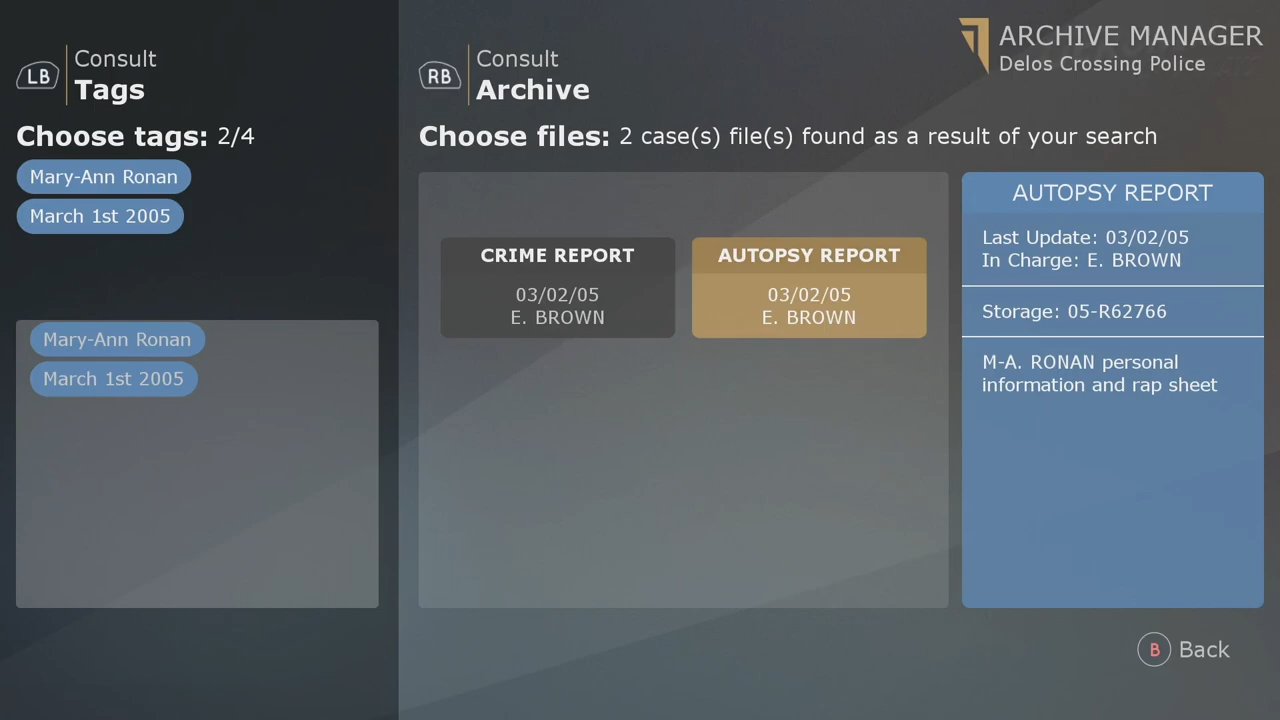 LB
Consult
Tags
Choose tags: 2/4
Mary-Ann Ronan
March 1st 2005
Mary-Ann Ronan
March 1st 2005
RB
Consult
Archive
ARCHIVE MANAGER
Delos Crossing Police
Choose files: 2 case(s) file(s) found as a result of your search
CRIME REPORT
03/02/05
E. BROWN
AUTOPSY REPORT
03/02/05
E. BROWN
AUTOPSY REPORT
Last Update: 03/02/05
In Charge: E. BROWN
Storage: 05-R62766
M-A. RONAN personal
information and rap sheet
B Back